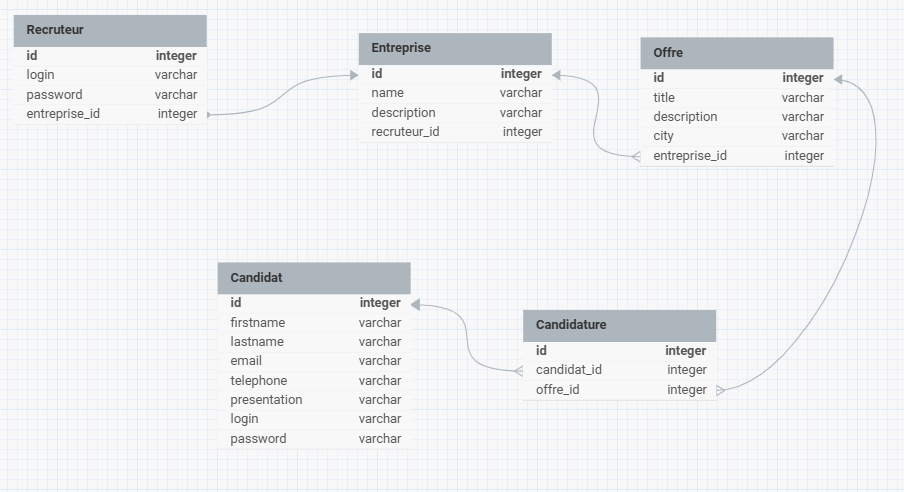 Recruteur
id integer
login varchar
password varchar
entreprise_id integer
Entreprise
id integer
name varchar
description varchar
recruteur_id integer
Offre
id integer
title varchar
description varchar
city varchar
entreprise_id integer
Candidat
id integer
firstname varchar
lastname varchar
email varchar
telephone varchar
presentation varchar
login varchar
password varchar
Candidature
id integer
candidat_id integer
offre_id integer